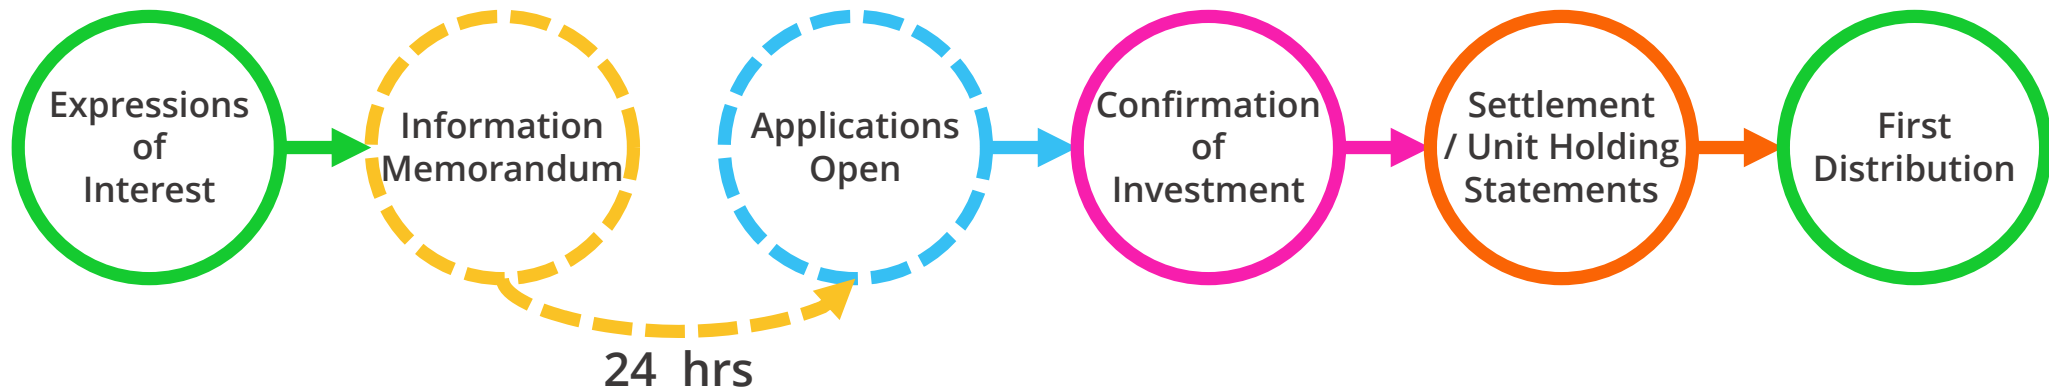 Expressions
of
Interest
Information
Memorandum
Applications
Open
Confirmation
of
Investment
Settlement
/ Unit Holding
Statements
First
Distribution
24 hrs